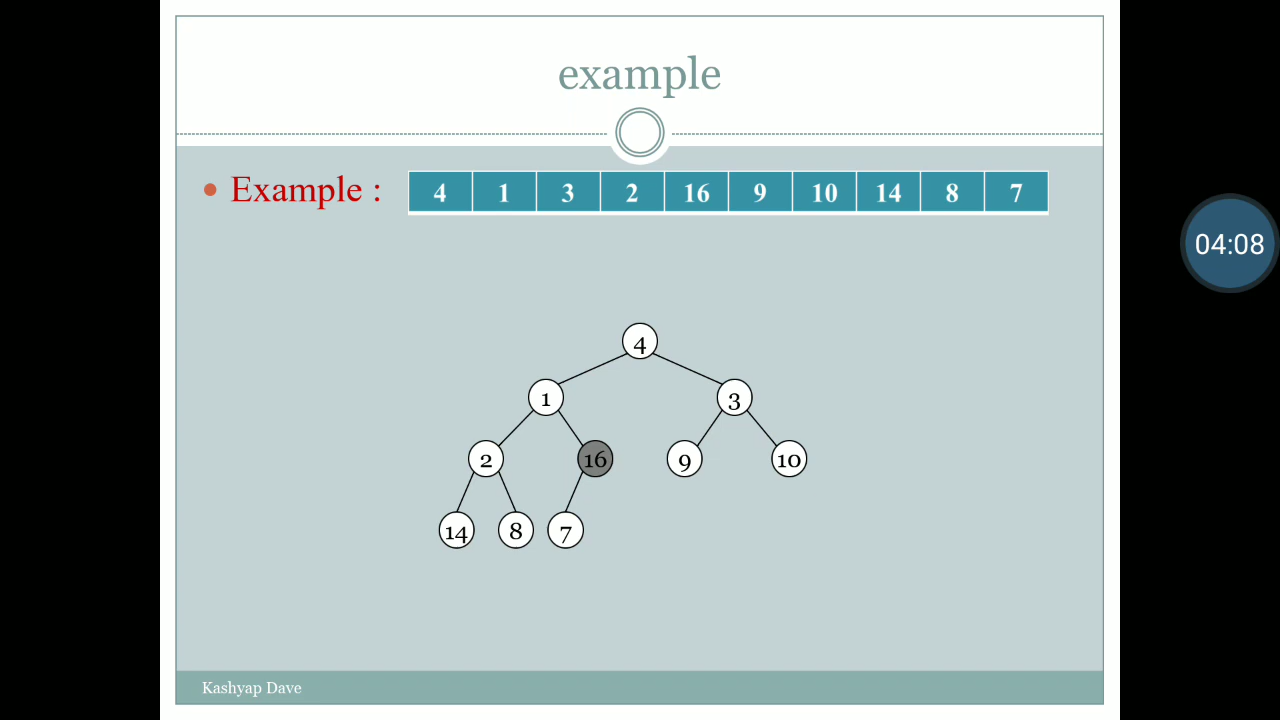 example
04:08
Example : 4 1 3 2 16 9 10 14 8 7
4
1 3
2 16 9 10
14 8 7
Kashyap Dave